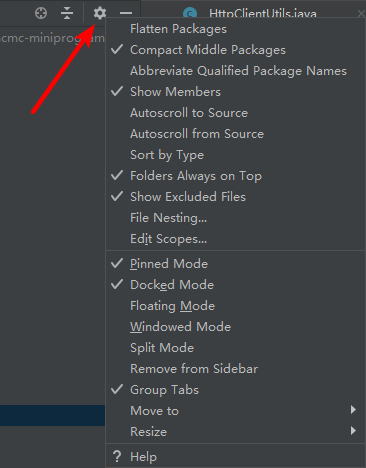 HttpClientUtils.java
cmc-miniprogram
Flatten Packages
Compact Middle Packages
Abbreviate Qualified Package Names
Show Members
Autoscroll to Source
Autoscroll from Source
Sort by Type
Folders Always on Top
Show Excluded Files
File Nesting...
Edit Scopes...
Pinned Mode
Docked Mode
Floating Mode
Windowed Mode
Split Mode
Remove from Sidebar
Group Tabs
Move to
Resize
? Help